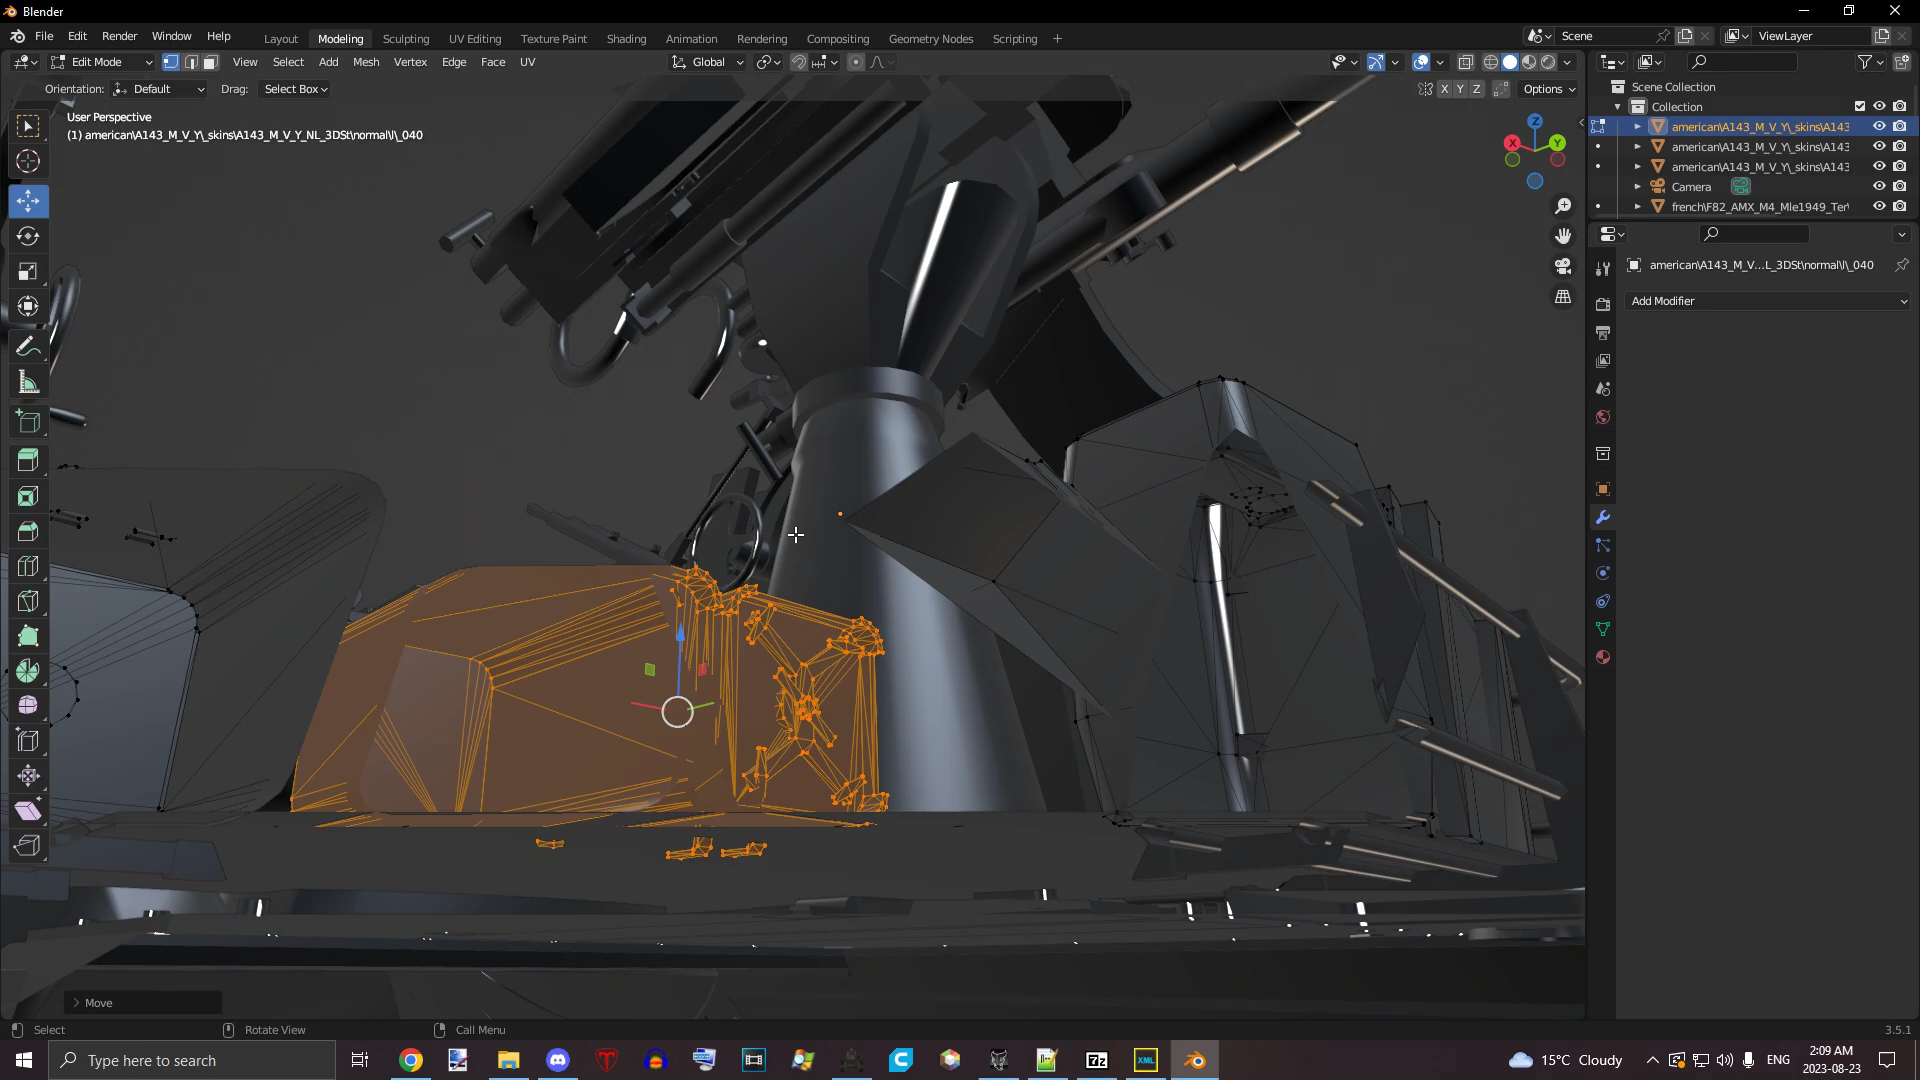 Blender
File Edit Render Window Help
Layout Modeling Sculpting UV Editing Texture Paint Shading Animation Rendering Compositing Geometry Nodes Scripting +
Scene
ViewLayer
Edit Mode
View Select Add Mesh Vertex Edge Face UV
Global
Orientation: Default Drag: Select Box
X Y Z
Options
User Perspective
(1) american\A143_M_V_Y\_skins\A143_M_V_Y_NL_3DSt\normal\l\_040
Z
X
Y
Scene Collection
Collection
american\A143_M_V_Y\_skins\A143
american\A143_M_V_Y\_skins\A143
american\A143_M_V_Y\_skins\A143
Camera
french\F82_AMX_M4_Mle1949_Ter\
american\A143_M_V...L_3DSt\normal\l\_040
Add Modifier
Move
Select
Rotate View
Call Menu
3.5.1
Type here to search
7z
XML
15°C Cloudy
ENG
2:09 AM
2023-08-23